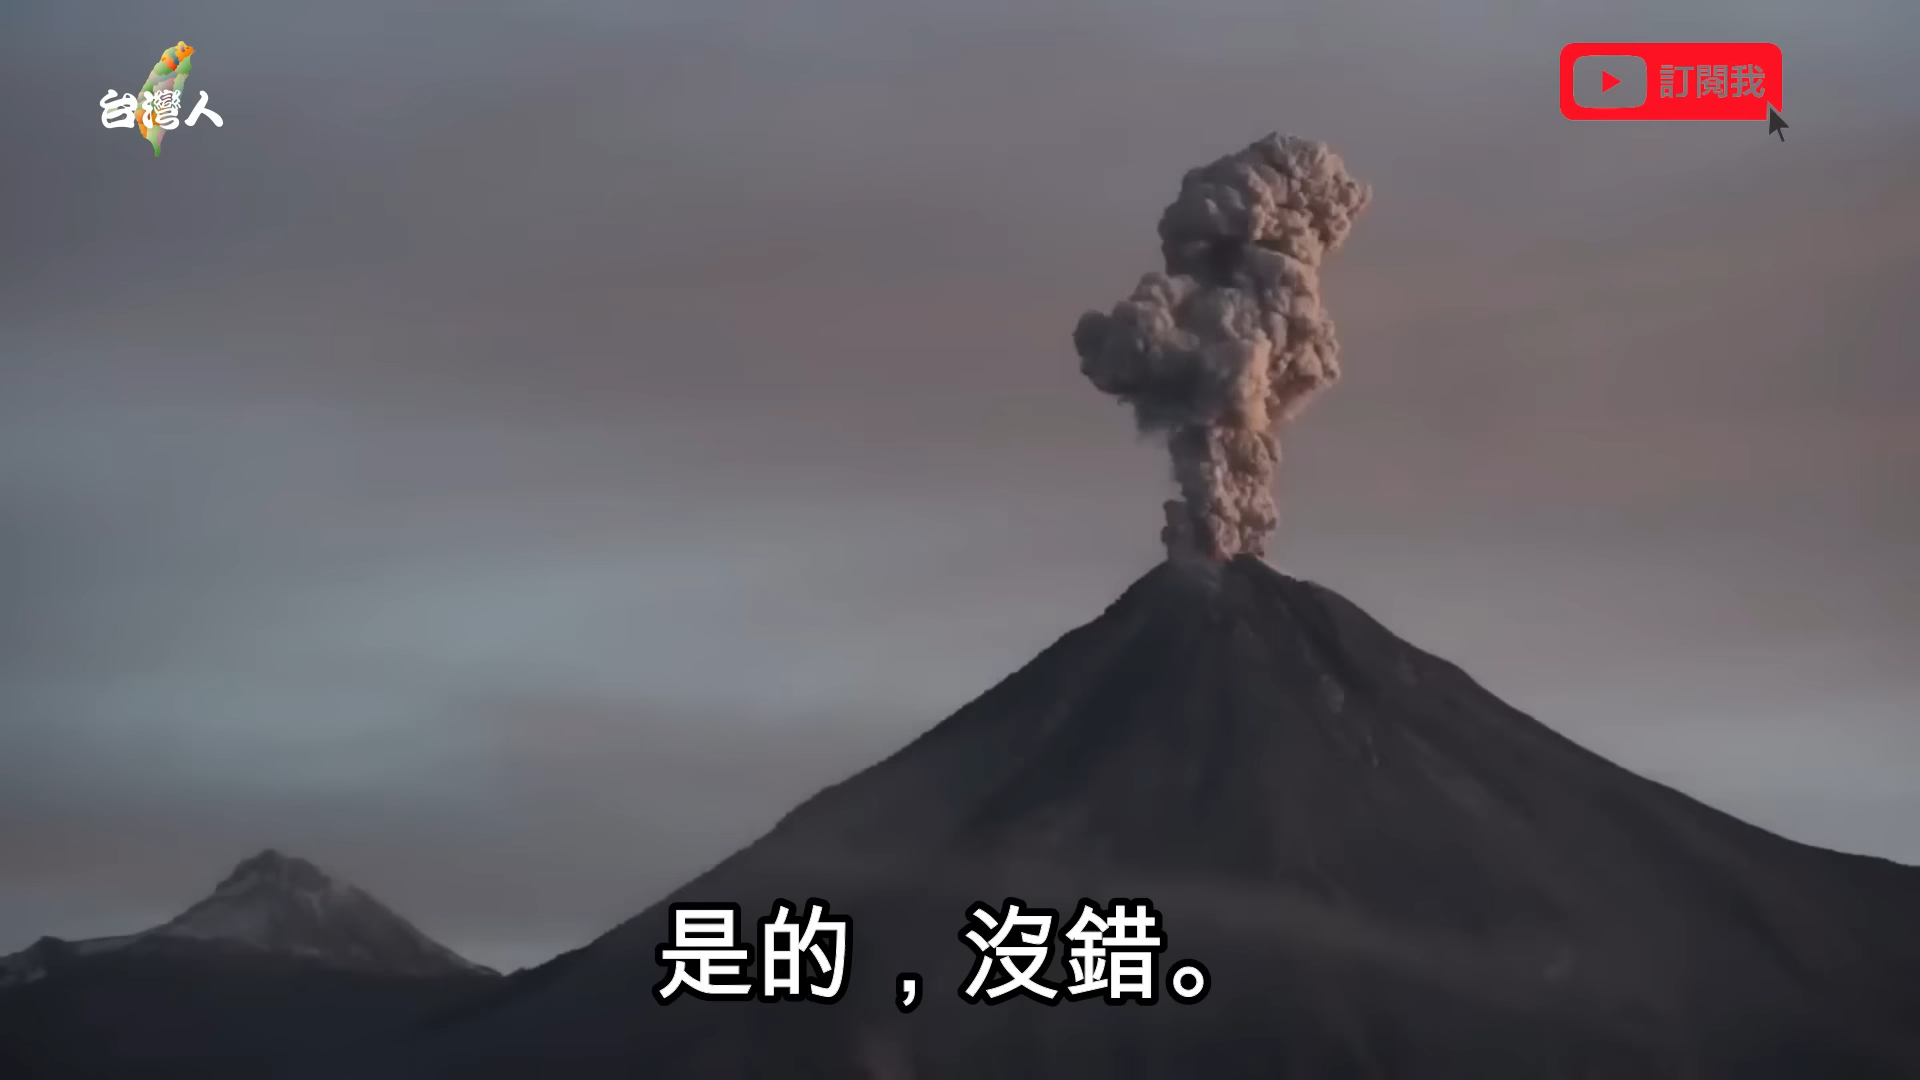 台灣人
訂閱我
是的，沒錯。